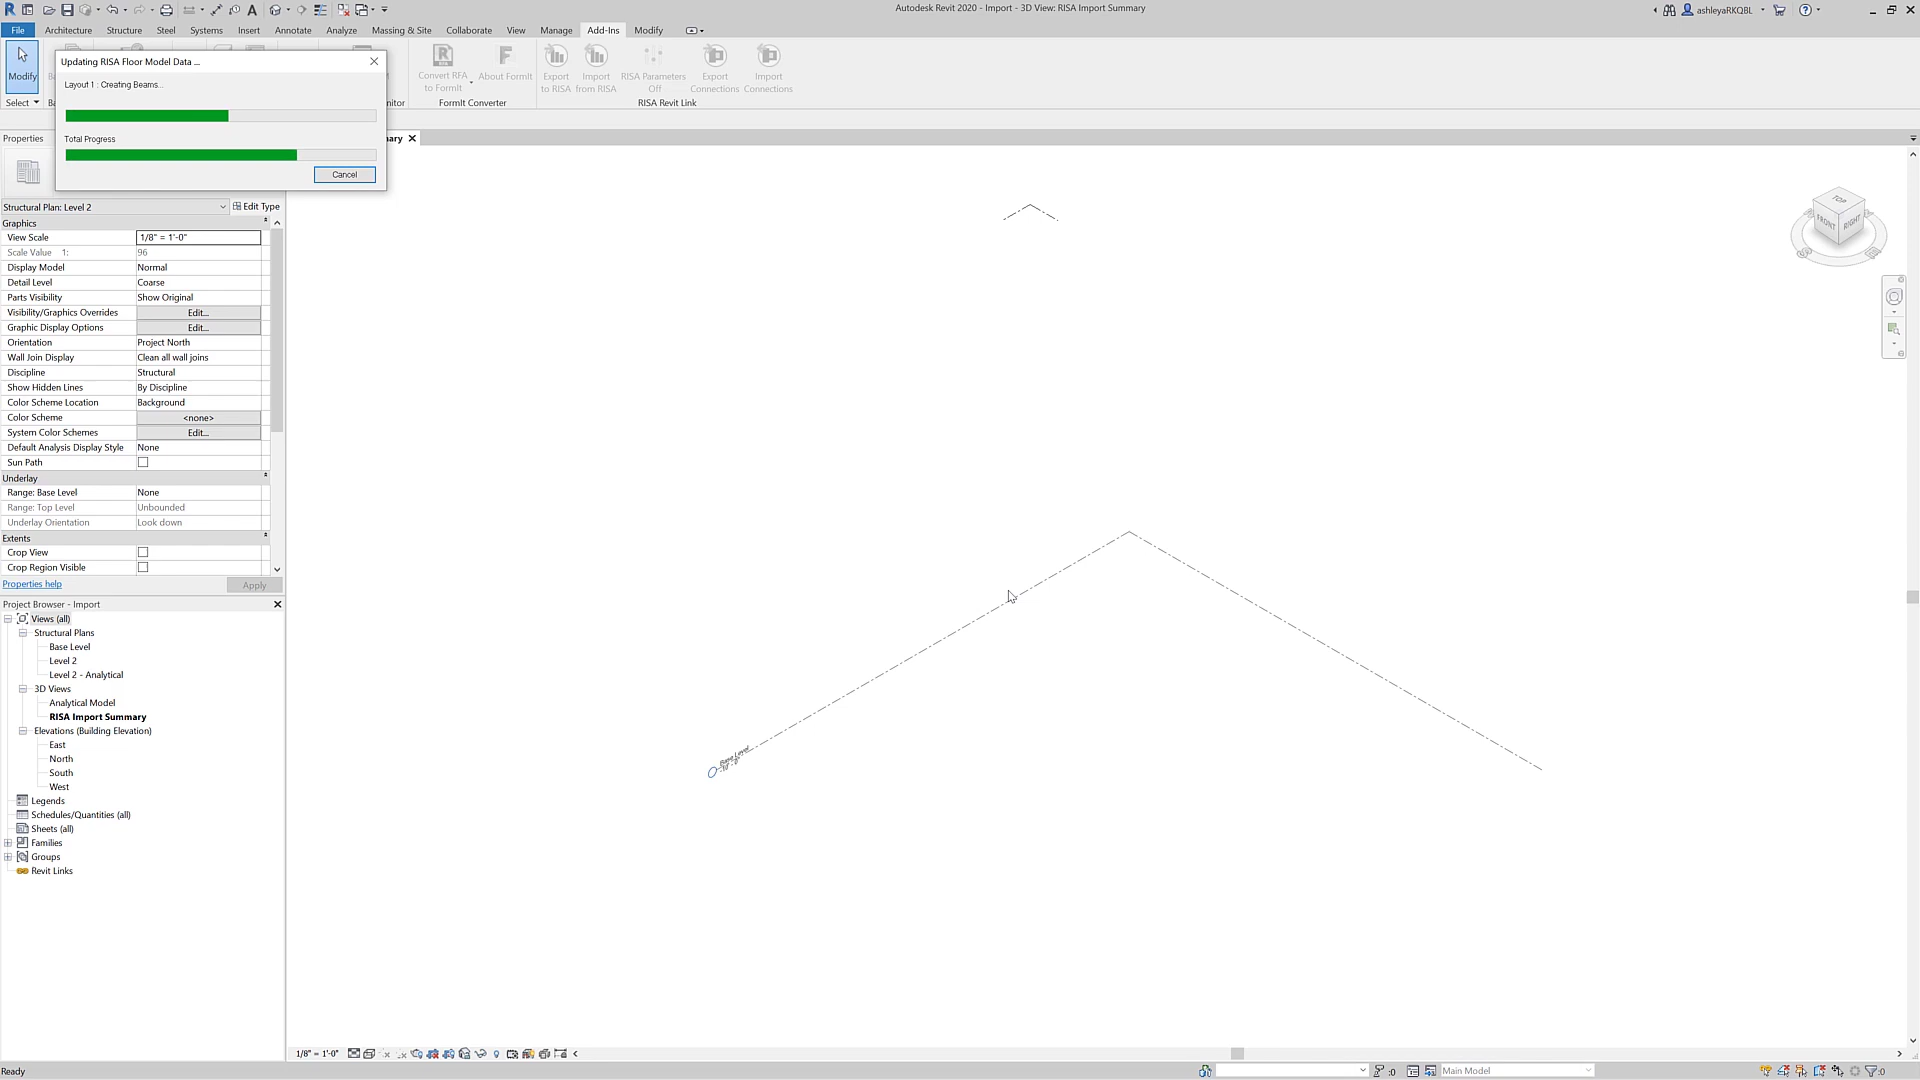 Autodesk Revit 2020 - Import - 3D View: RISA Import Summary
ashleyaRKQBL
File
Architecture
Structure
Steel
Systems
Insert
Annotate
Analyze
Massing & Site
Collaborate
View
Manage
Add-Ins
Modify
Modify
Select
Updating RISA Floor Model Data ...
Layout 1 : Creating Beams...
Total Progress
Cancel
Convert RFA
to FormIt
About FormIt
FormIt Converter
Export
to RISA
Import
from RISA
RISA Parameters
Off
Export
Connections
Import
Connections
RISA Revit Link
Properties
Structural Plan: Level 2
Edit Type
Graphics
View Scale 1/8" = 1'-0"
Scale Value 1: 96
Display Model Normal
Detail Level Coarse
Parts Visibility Show Original
Visibility/Graphics Overrides Edit...
Graphic Display Options Edit...
Orientation Project North
Wall Join Display Clean all wall joins
Discipline Structural
Show Hidden Lines By Discipline
Color Scheme Location Background
Color Scheme <none>
System Color Schemes Edit...
Default Analysis Display Style None
Sun Path
Underlay
Range: Base Level None
Range: Top Level Unbounded
Underlay Orientation Look down
Extents
Crop View
Crop Region Visible
Properties help
Apply
Project Browser - Import
Views (all)
Structural Plans
Base Level
Level 2
Level 2 - Analytical
3D Views
Analytical Model
RISA Import Summary
Elevations (Building Elevation)
East
North
South
West
Legends
Schedules/Quantities (all)
Sheets (all)
Families
Groups
Revit Links
TOP
FRONT
RIGHT
Base Level
1/8" = 1'-0"
Ready
:0
Main Model
:0